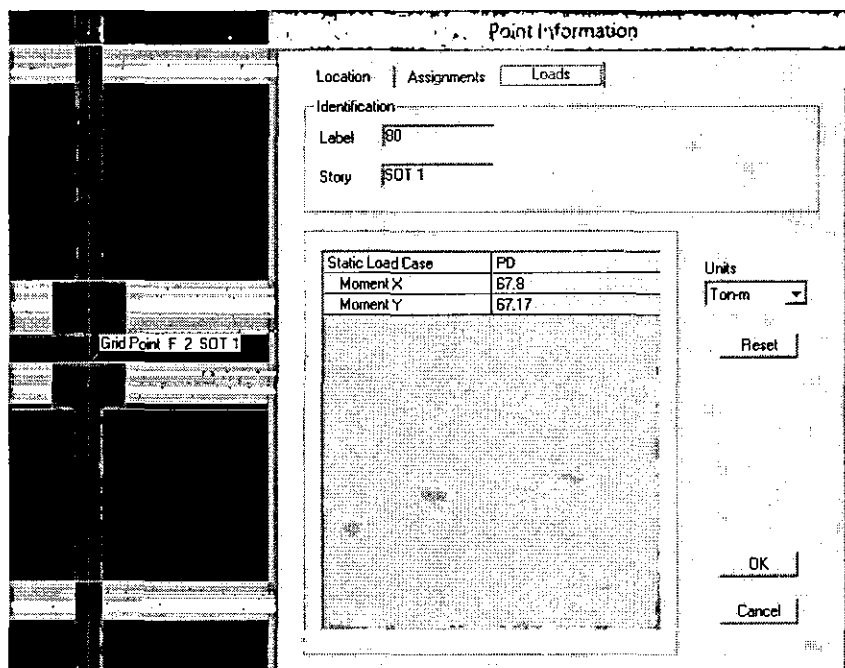 Point Information
Location Assignments Loads
Identification
Label 80
Story SOT 1
Static Load Case PD
Moment X 67.8
Moment Y 67.17
Units
Ton-m
Reset
Grid Point F 2 SOT 1
OK
Cancel